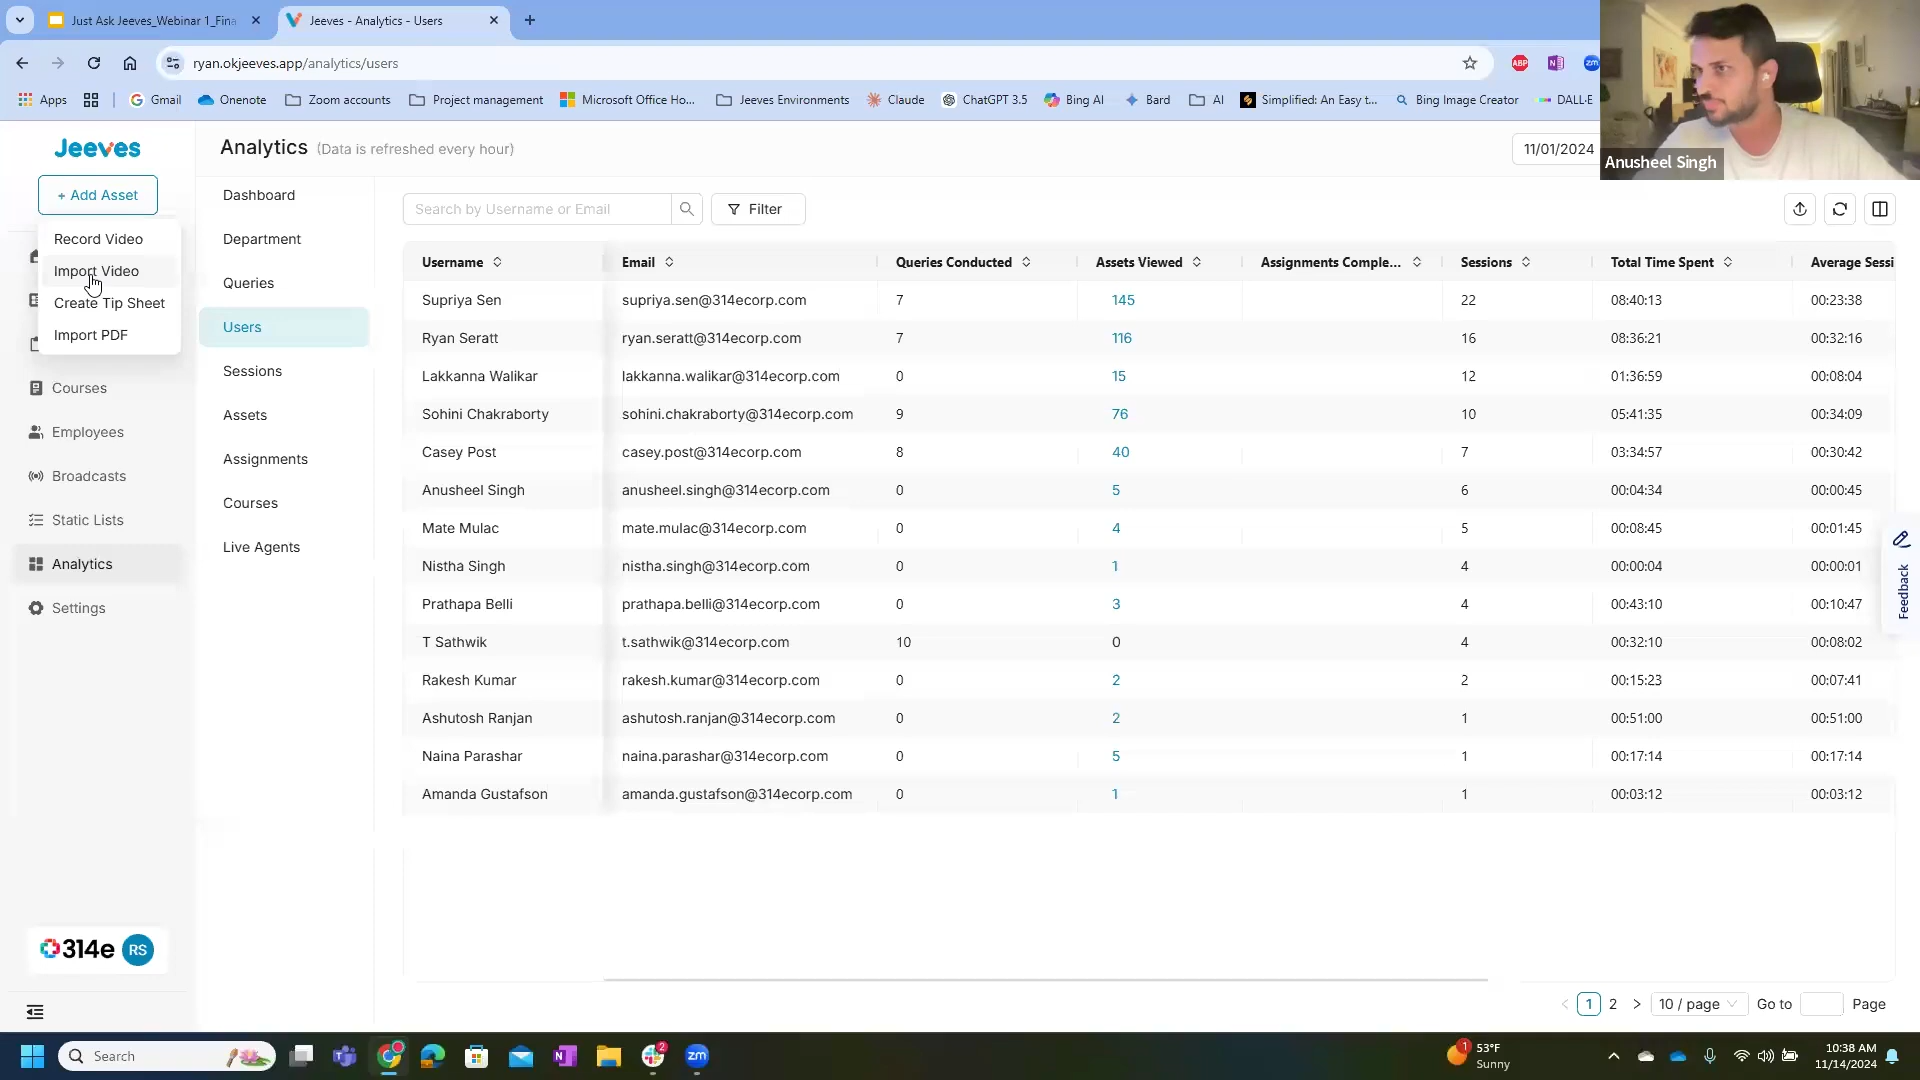 Just Ask Jeeves_Webinar 1_Fina
Jeeves - Analytics - Users
ryan.okjeeves.app/analytics/users
Apps
Gmail
Onenote
Zoom accounts
Project management
Microsoft Office Ho...
Jeeves Environments
Claude
ChatGPT 3.5
Bing AI
Bard
AI
Simplified: An Easy t...
Bing Image Creator
DALL·E
ABP
zm
Anusheel Singh
Jeeves
+ Add Asset
Record Video
Import Video
Create Tip Sheet
Import PDF
Courses
Employees
Broadcasts
Static Lists
Analytics
Settings
314e RS
Analytics (Data is refreshed every hour)
11/01/2024
Dashboard
Department
Queries
Users
Sessions
Assets
Assignments
Courses
Live Agents
Search by Username or Email
Filter
Username Email Queries Conducted Assets Viewed Assignments Comple... Sessions Total Time Spent Average Sessi
Supriya Sen supriya.sen@314ecorp.com 7 145 22 08:40:13 00:23:38
Ryan Seratt ryan.seratt@314ecorp.com 7 116 16 08:36:21 00:32:16
Lakkanna Walikar lakkanna.walikar@314ecorp.com 0 15 12 01:36:59 00:08:04
Sohini Chakraborty sohini.chakraborty@314ecorp.com 9 76 10 05:41:35 00:34:09
Casey Post casey.post@314ecorp.com 8 40 7 03:34:57 00:30:42
Anusheel Singh anusheel.singh@314ecorp.com 0 5 6 00:04:34 00:00:45
Mate Mulac mate.mulac@314ecorp.com 0 4 5 00:08:45 00:01:45
Nistha Singh nistha.singh@314ecorp.com 0 1 4 00:00:04 00:00:01
Prathapa Belli prathapa.belli@314ecorp.com 0 3 4 00:43:10 00:10:47
T Sathwik t.sathwik@314ecorp.com 10 0 4 00:32:10 00:08:02
Rakesh Kumar rakesh.kumar@314ecorp.com 0 2 2 00:15:23 00:07:41
Ashutosh Ranjan ashutosh.ranjan@314ecorp.com 0 2 1 00:51:00 00:51:00
Naina Parashar naina.parashar@314ecorp.com 0 5 1 00:17:14 00:17:14
Amanda Gustafson amanda.gustafson@314ecorp.com 0 1 1 00:03:12 00:03:12
Feedback
1 2 10 / page Go to Page
Search
2
zm
1
53°F
Sunny
10:38 AM
11/14/2024